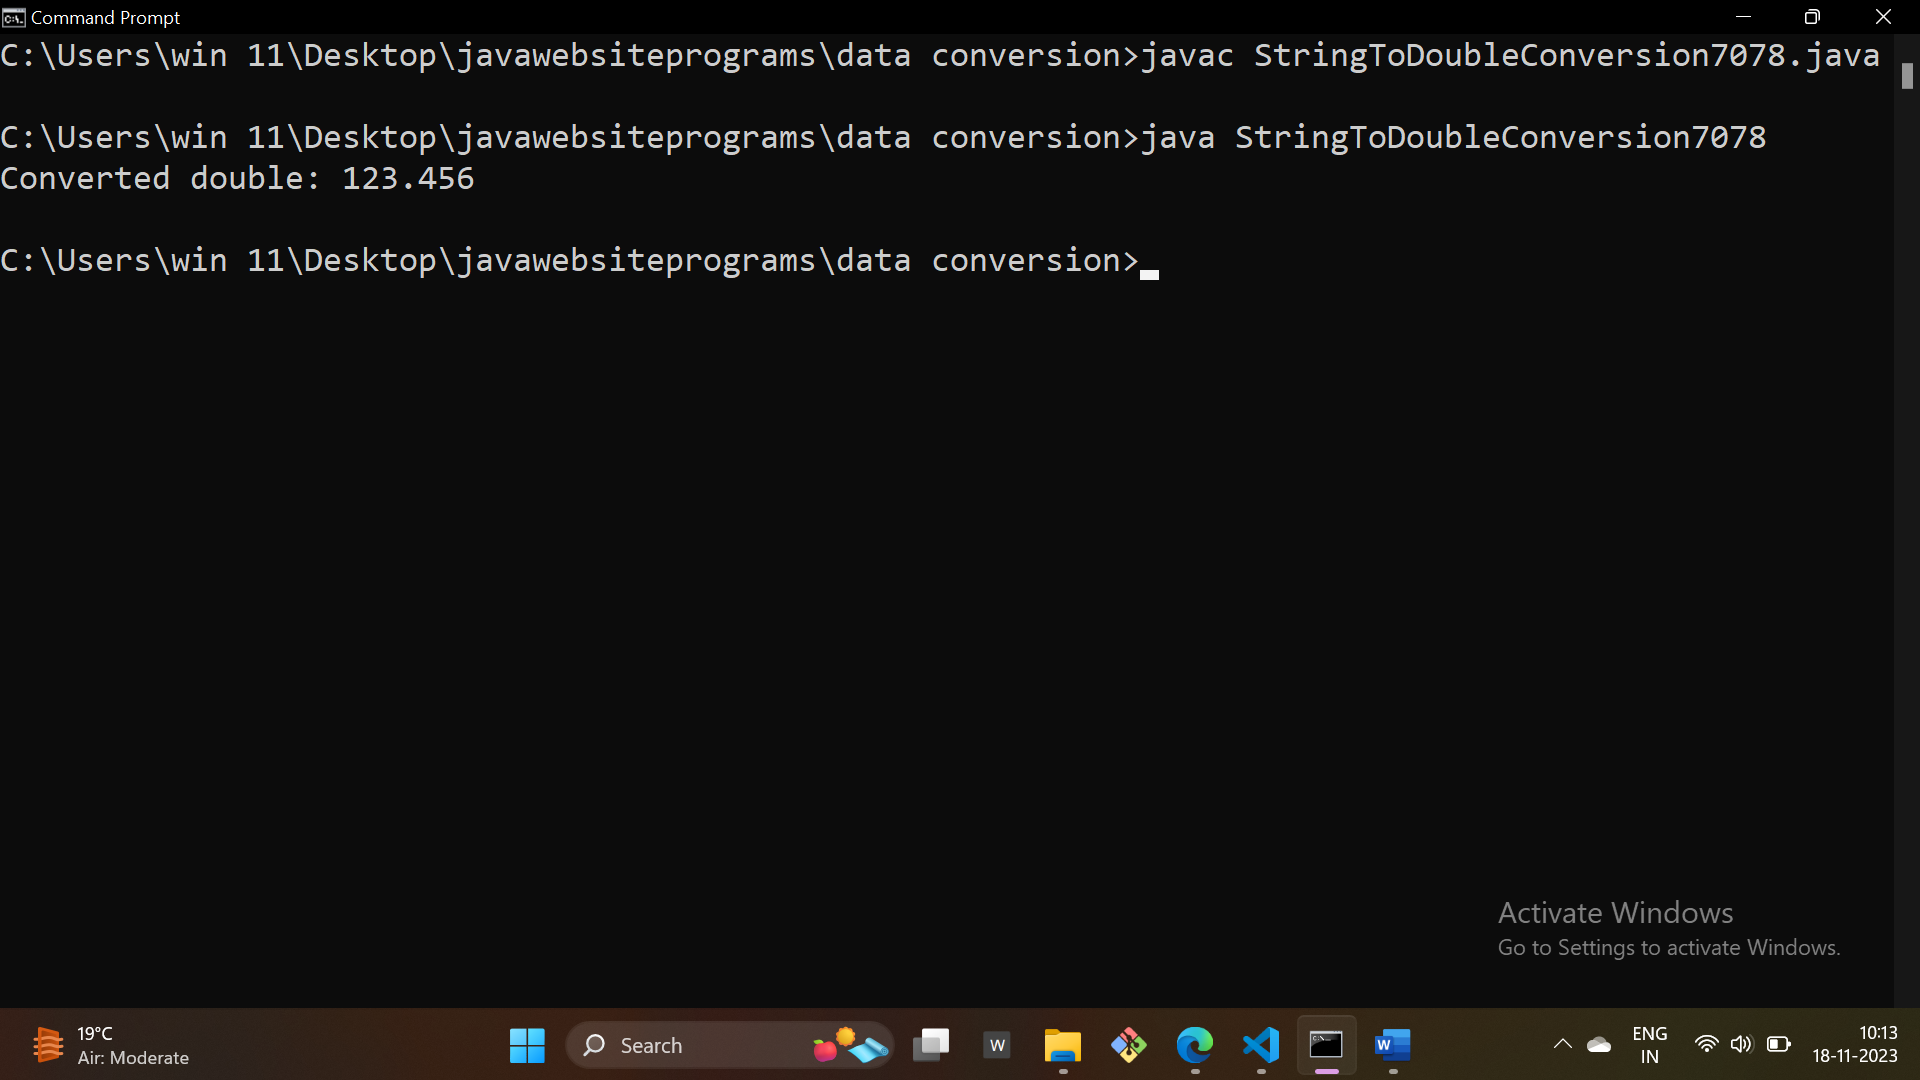 Command Prompt
C:\Users\win 11\Desktop\javawebsiteprograms\data conversion>javac StringToDoubleConversion7078.java
C:\Users\win 11\Desktop\javawebsiteprograms\data conversion>java StringToDoubleConversion7078
Converted double: 123.456
C:\Users\win 11\Desktop\javawebsiteprograms\data conversion>
Activate Windows
Go to Settings to activate Windows.
19°C
Air: Moderate
Search
W
W
ENG
IN
10:13
18-11-2023